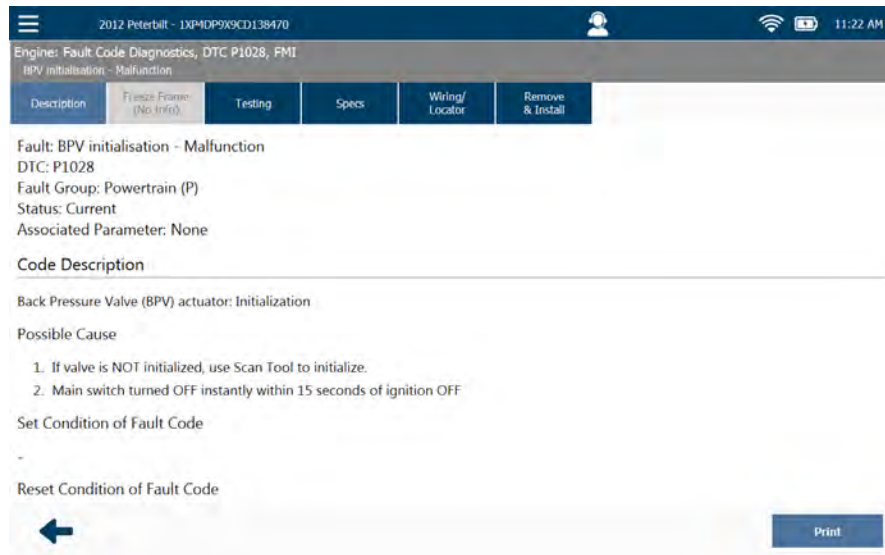 2012 Peterbilt - 1XP4DP9X9CD138470
11:22 AM
Engine: Fault Code Diagnostics, DTC P1028, FMI
BPV initialisation - Malfunction
Description
Freeze Frame
(No Info)
Testing
Specs
Wiring/
Locator
Remove
& Install
Fault: BPV initialisation - Malfunction
DTC: P1028
Fault Group: Powertrain (P)
Status: Current
Associated Parameter: None
Code Description
Back Pressure Valve (BPV) actuator: Initialization
Possible Cause
1. If valve is NOT initialized, use Scan Tool to initialize.
2. Main switch turned OFF instantly within 15 seconds of ignition OFF
Set Condition of Fault Code
-
Reset Condition of Fault Code
Print